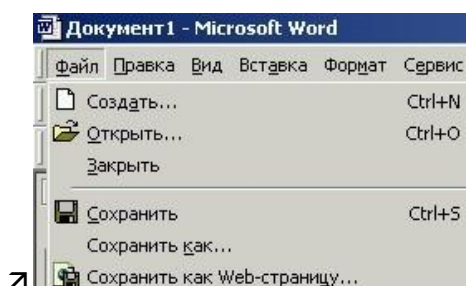 Документ1 - Microsoft Word
Файл Правка Вид Вставка Формат Сервис
Создать... Ctrl+N
Открыть... Ctrl+O
Закрыть
Сохранить Ctrl+S
Сохранить как...
Сохранить как Web-страницу...